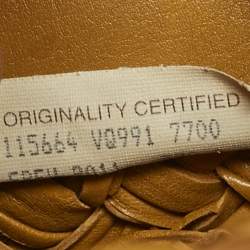 ORIGINALITY CERTIFIED
115664 VQ991 7700